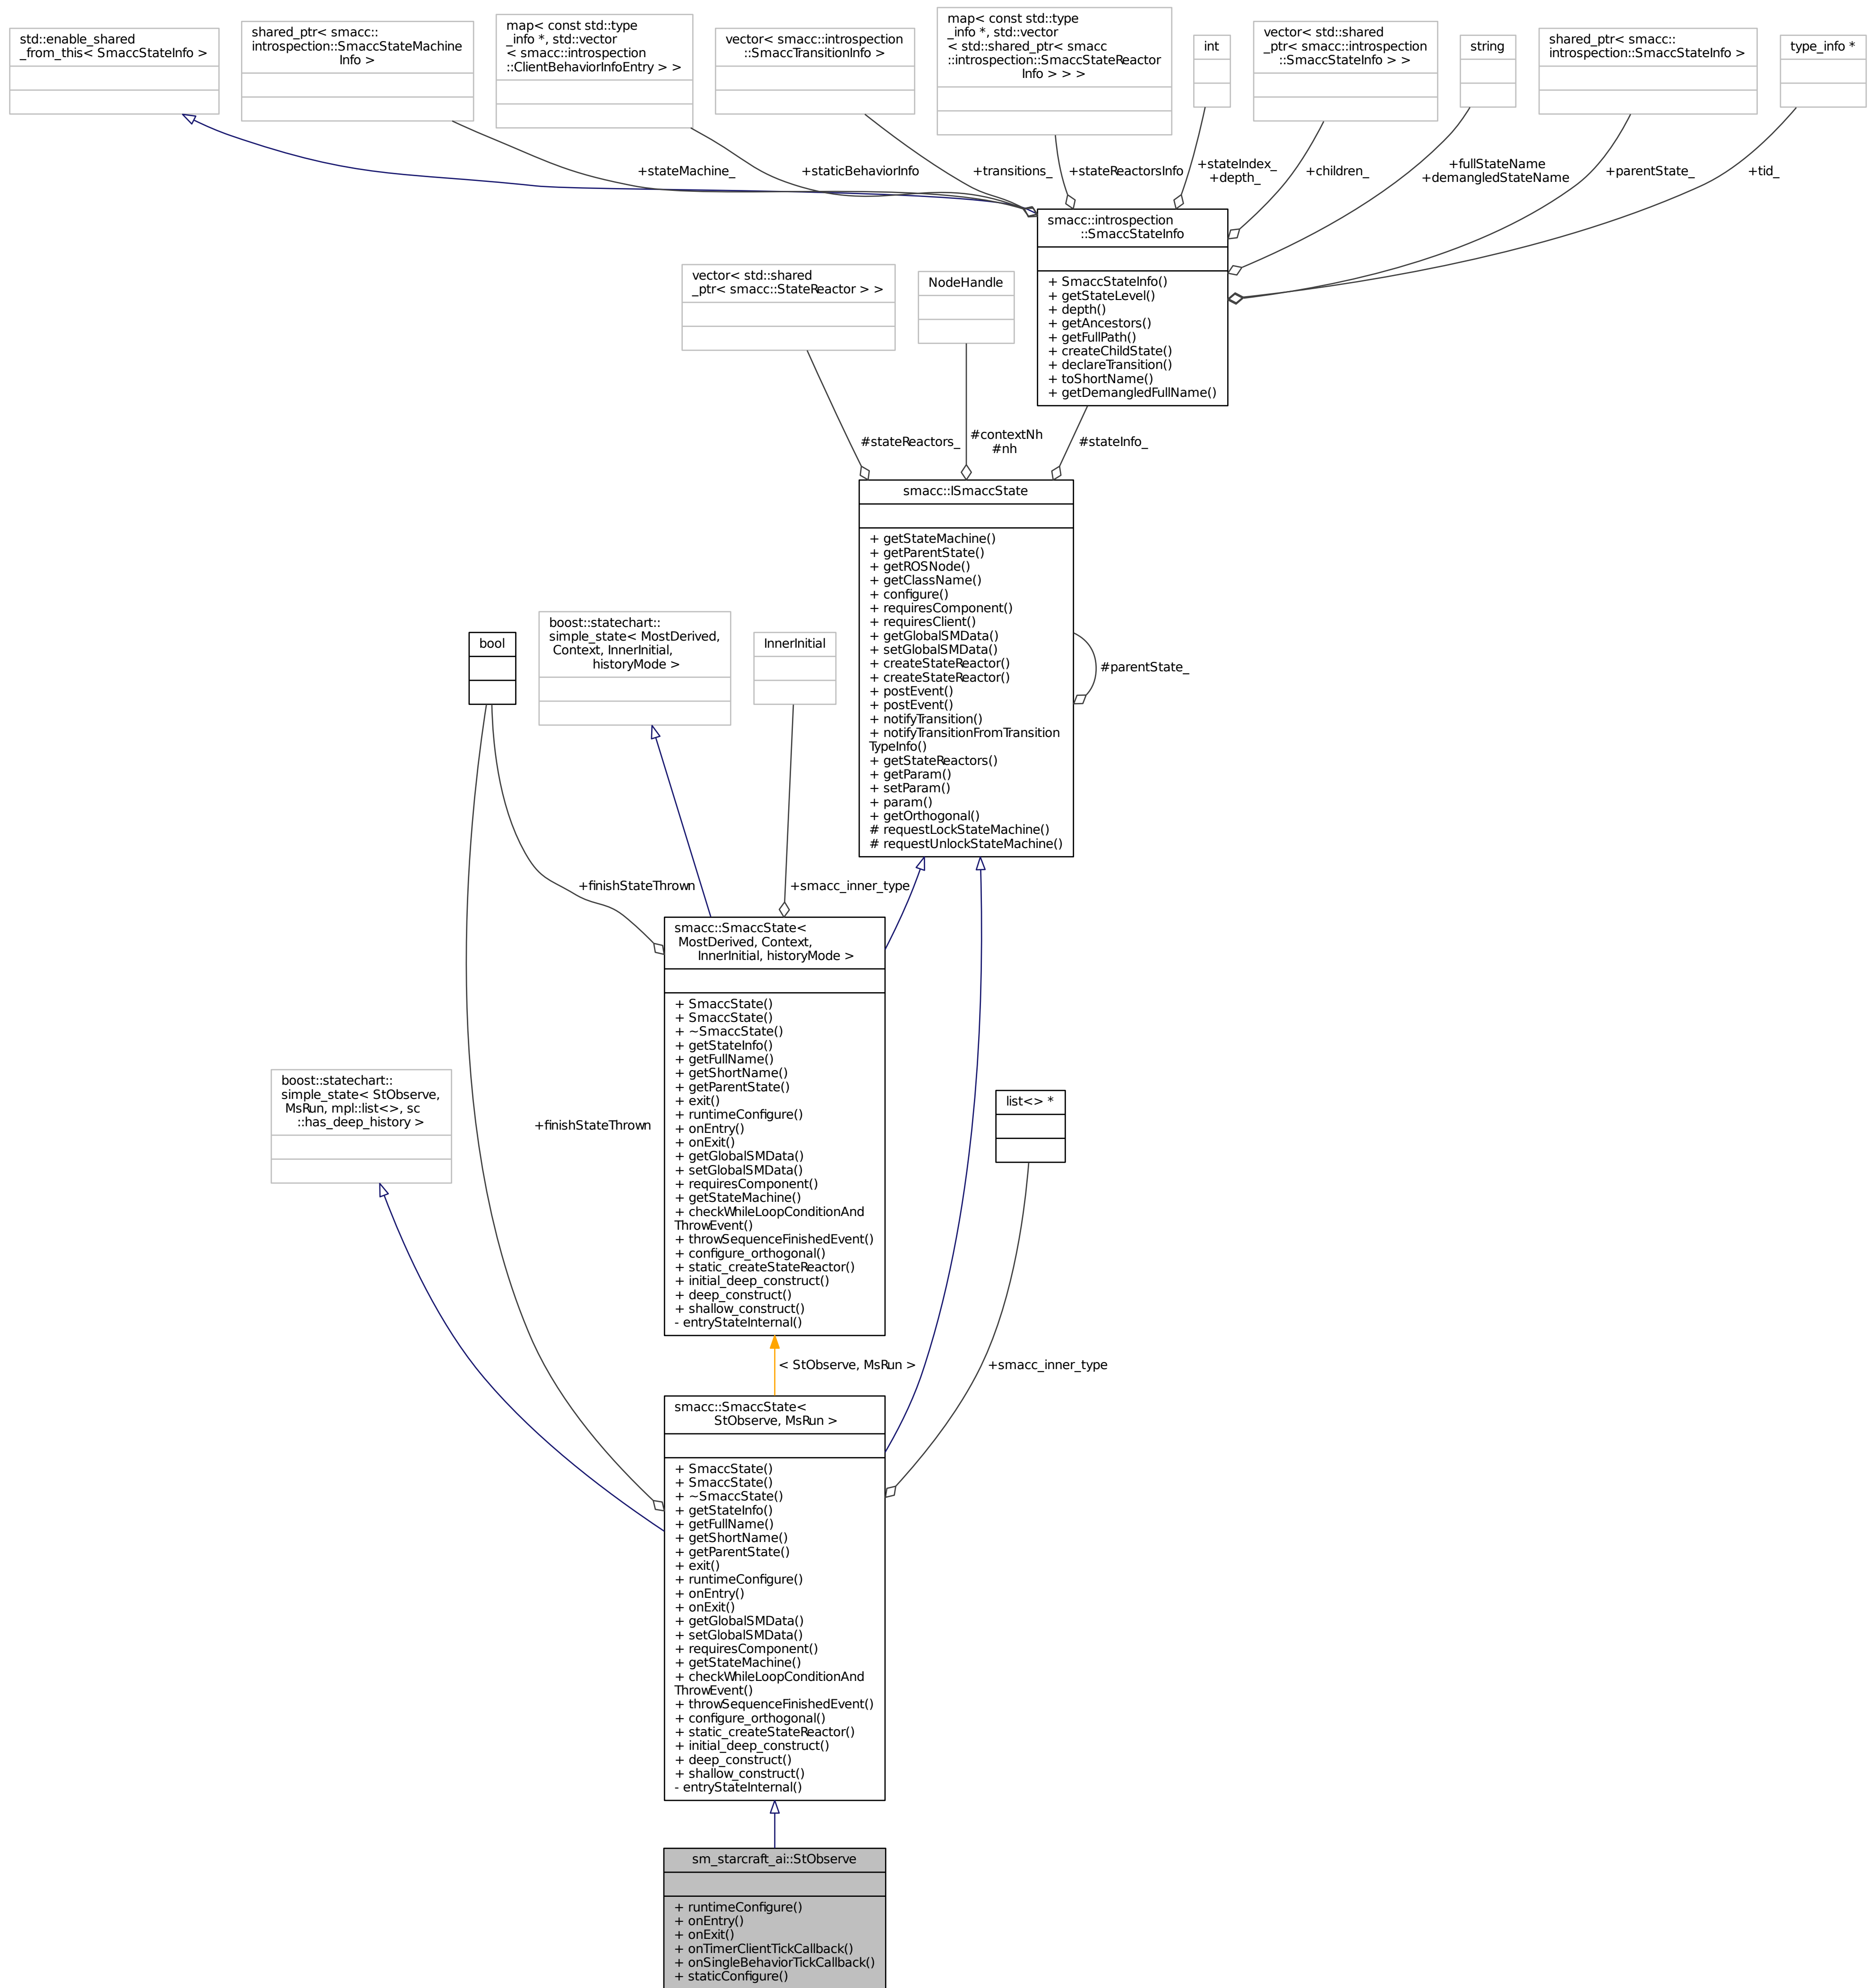 std::enable_shared
_from_this< SmaccStateInfo >
shared_ptr< smacc::
introspection::SmaccStateMachine
Info >
map< const std::type
_info *, std::vector
< smacc::introspection
::ClientBehaviorInfoEntry > >
vector< smacc::introspection
::SmaccTransitionInfo >
map< const std::type
_info *, std::vector
< std::shared_ptr< smacc
::introspection::SmaccStateReactor
Info > > >
int
vector< std::shared
_ptr< smacc::introspection
::SmaccStateInfo > >
string
shared_ptr< smacc::
introspection::SmaccStateInfo >
type_info *
+stateMachine_
+staticBehaviorInfo
+transitions_
+stateReactorsInfo
+stateIndex_
+depth_
+children_
+fullStateName
+demangledStateName
+parentState_
+tid_
smacc::introspection
::SmaccStateInfo
+ SmaccStateInfo()
+ getStateLevel()
+ depth()
+ getAncestors()
+ getFullPath()
+ createChildState()
+ declareTransition()
+ toShortName()
+ getDemangledFullName()
vector< std::shared
_ptr< smacc::StateReactor > >
NodeHandle
#stateReactors_
#contextNh
#nh
#stateInfo_
smacc::ISmaccState
+ getStateMachine()
+ getParentState()
+ getROSNode()
+ getClassName()
+ configure()
+ requiresComponent()
+ requiresClient()
+ getGlobalSMData()
+ setGlobalSMData()
+ createStateReactor()
+ createStateReactor()
+ postEvent()
+ postEvent()
+ notifyTransition()
+ notifyTransitionFromTransition
TypeInfo()
+ getStateReactors()
+ getParam()
+ setParam()
+ param()
+ getOrthogonal()
# requestLockStateMachine()
# requestUnlockStateMachine()
#parentState_
bool
boost::statechart::
simple_state< MostDerived,
Context, InnerInitial,
historyMode >
InnerInitial
+finishStateThrown
+smacc_inner_type
smacc::SmaccState<
MostDerived, Context,
InnerInitial, historyMode >
+ SmaccState()
+ SmaccState()
+ ~SmaccState()
+ getStateInfo()
+ getFullName()
+ getShortName()
+ getParentState()
+ exit()
+ runtimeConfigure()
+ onEntry()
+ onExit()
+ getGlobalSMData()
+ setGlobalSMData()
+ requiresComponent()
+ getStateMachine()
+ checkWhileLoopConditionAnd
ThrowEvent()
+ throwSequenceFinishedEvent()
+ configure_orthogonal()
+ static_createStateReactor()
+ initial_deep_construct()
+ deep_construct()
+ shallow_construct()
- entryStateInternal()
boost::statechart::
simple_state< StObserve,
MsRun, mpl::list<>, sc
::has_deep_history >
+finishStateThrown
list<> *
< StObserve, MsRun >
+smacc_inner_type
smacc::SmaccState<
StObserve, MsRun >
+ SmaccState()
+ SmaccState()
+ ~SmaccState()
+ getStateInfo()
+ getFullName()
+ getShortName()
+ getParentState()
+ exit()
+ runtimeConfigure()
+ onEntry()
+ onExit()
+ getGlobalSMData()
+ setGlobalSMData()
+ requiresComponent()
+ getStateMachine()
+ checkWhileLoopConditionAnd
ThrowEvent()
+ throwSequenceFinishedEvent()
+ configure_orthogonal()
+ static_createStateReactor()
+ initial_deep_construct()
+ deep_construct()
+ shallow_construct()
- entryStateInternal()
sm_starcraft_ai::StObserve
+ runtimeConfigure()
+ onEntry()
+ onExit()
+ onTimerClientTickCallback()
+ onSingleBehaviorTickCallback()
+ staticConfigure()